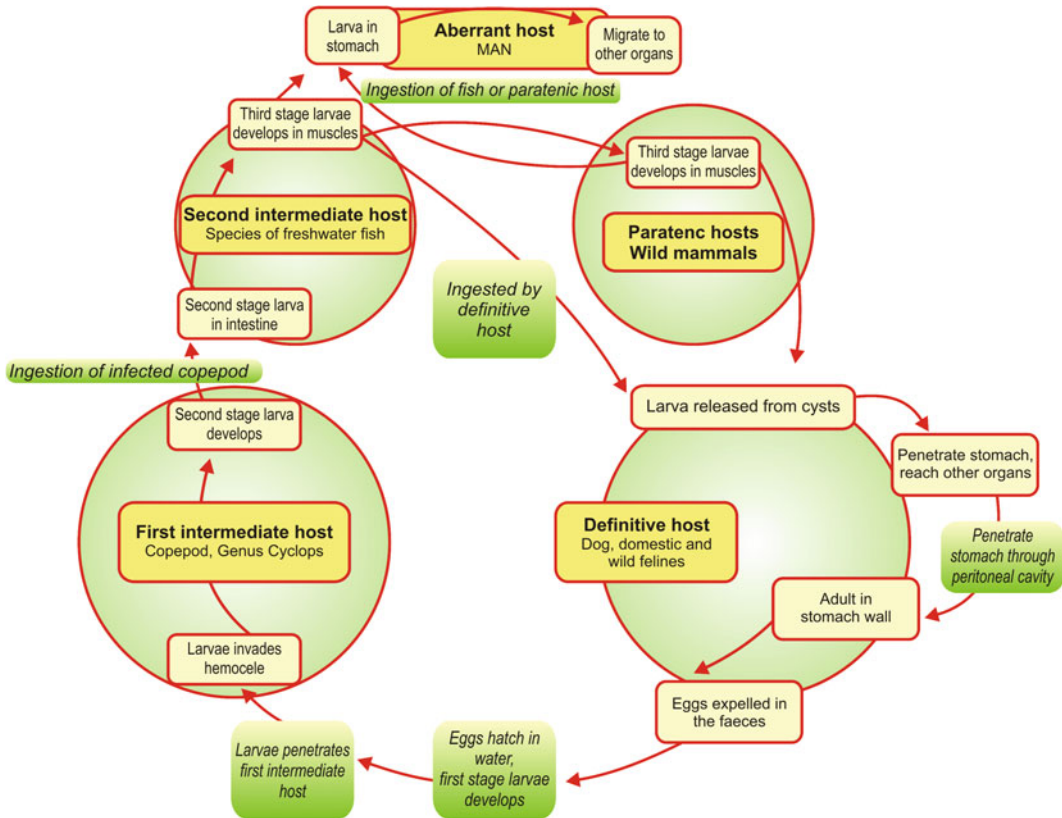 Larva in
stomach
Aberrant host
MAN
Migrate to
other organs
Ingestion of fish or paratenic host
Third stage larvae
develops in muscles
Third stage larvae
develops in muscles
Second intermediate host
Species of freshwater fish
Paratenc hosts
Wild mammals
Ingested by
definitive
host
Second stage larva
in intestine
Ingestion of infected copepod
Second stage larva
develops
Larva released from cysts
Penetrate stomach,
reach other organs
First intermediate host
Copepod, Genus Cyclops
Definitive host
Dog, domestic and
wild felines
Penetrate
stomach through
peritoneal cavity
Adult in
stomach wall
Larvae invades
hemocele
Eggs expelled in
the faeces
Larvae penetrates
first intermediate
host
Eggs hatch in
water,
first stage larvae
develops